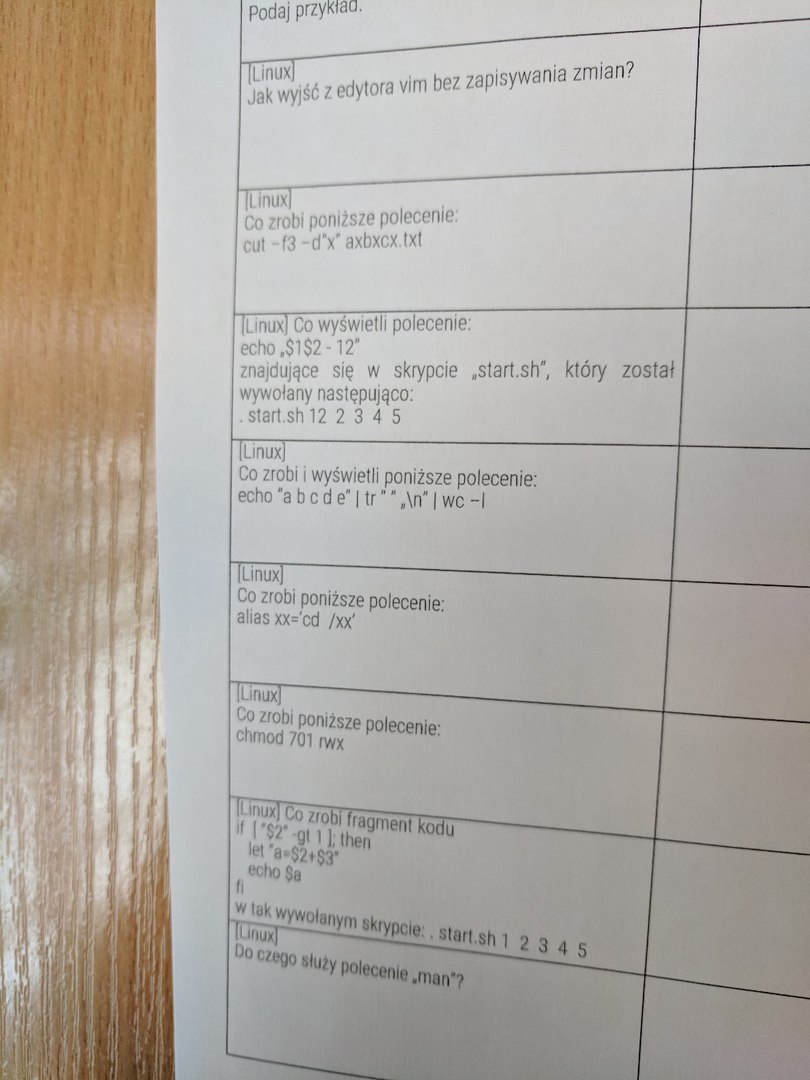 Podaj przykład.
[Linux]
Jak wyjść z edytora vim bez zapisywania zmian?
[Linux]
Co zrobi poniższe polecenie:
cut –f3 –d"x" axbxcx.txt
[Linux] Co wyświetli polecenie:
echo „$1$2 - 12"
znajdujące się w skrypcie „start.sh", który został
wywołany następująco:
. start.sh 12 2 3 4 5
[Linux]
Co zrobi i wyświetli poniższe polecenie:
echo "a b c d e" | tr " " „\n" | wc –l
[Linux]
Co zrobi poniższe polecenie:
alias xx='cd /xx'
[Linux]
Co zrobi poniższe polecenie:
chmod 701 rwx
[Linux] Co zrobi fragment kodu
if [ "$2" -gt 1 ]; then
let "a=$2+$3"
echo $a
fi
w tak wywołanym skrypcie: . start.sh 1 2 3 4 5
[Linux]
Do czego służy polecenie „man"?